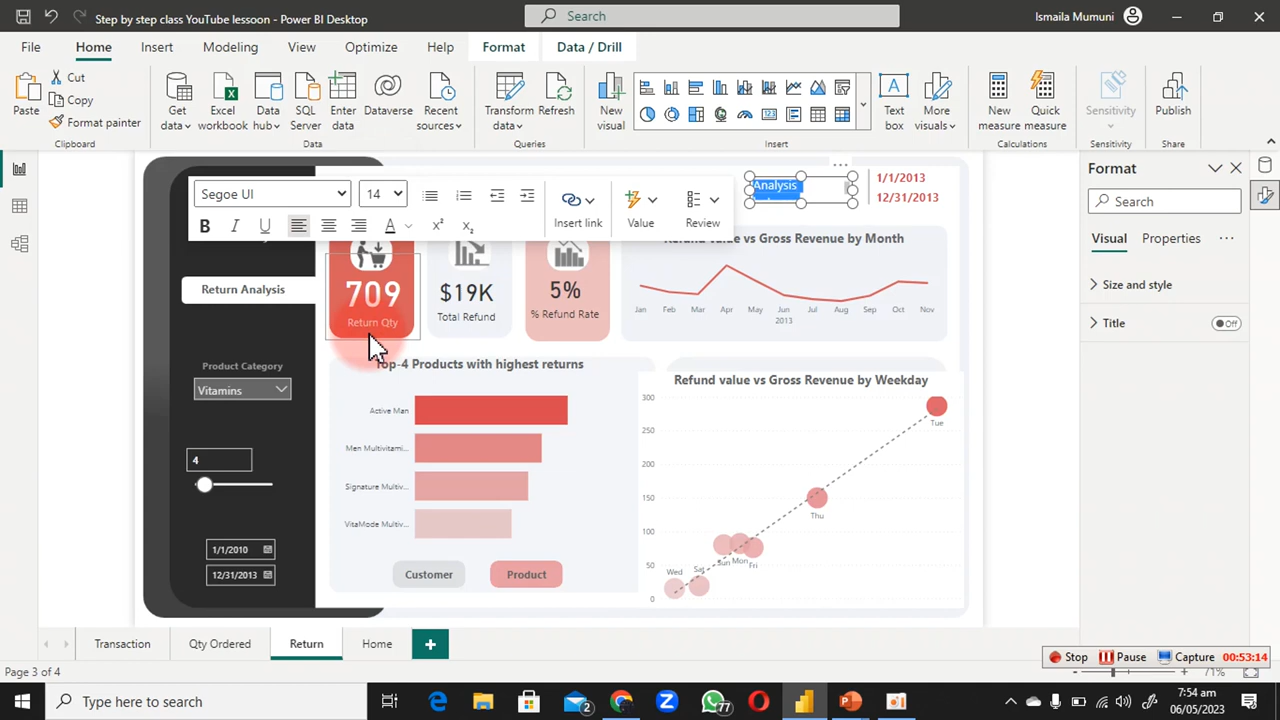 Step by step class YouTube lessoon - Power BI Desktop
Search
Ismaila Mumuni
File
Home
Insert
Modeling
View
Optimize
Help
Format
Data / Drill
Paste
Cut
Copy
Format painter
Clipboard
Get data
Excel workbook
Data hub
SQL Server
Enter data
Dataverse
Recent sources
Data
Transform data
Refresh
Queries
New visual
Text box
More visuals
Insert
New measure
Quick measure
Calculations
Sensitivity
Sensitivity
Publish
Share
Segoe UI
14
B
I
U
A
Insert link
Value
Review
Analysis
1/1/2013
12/31/2013
Return Analysis
Product Category
Vitamins
4
1/1/2010
12/31/2013
709
Return Qty
$19K
Total Refund
5%
% Refund Rate
Refund value vs Gross Revenue by Month
Jan Feb Mar Apr May Jun Jul Aug Sep Oct Nov
2013
Top-4 Products with highest returns
Active Man
Men Multivitami...
Signature Multiv...
VitaMode Multiv...
Customer
Product
Refund value vs Gross Revenue by Weekday
300
250
200
150
100
50
0
Tue
Thu
Sun
Mon
Fri
Wed
Sat
Format
Search
Visual
Properties
Size and style
Title
Off
Transaction
Qty Ordered
Return
Home
Page 3 of 4
Stop
Pause
Capture
00:53:14
71%
Type here to search
2
77
7:54 am
06/05/2023